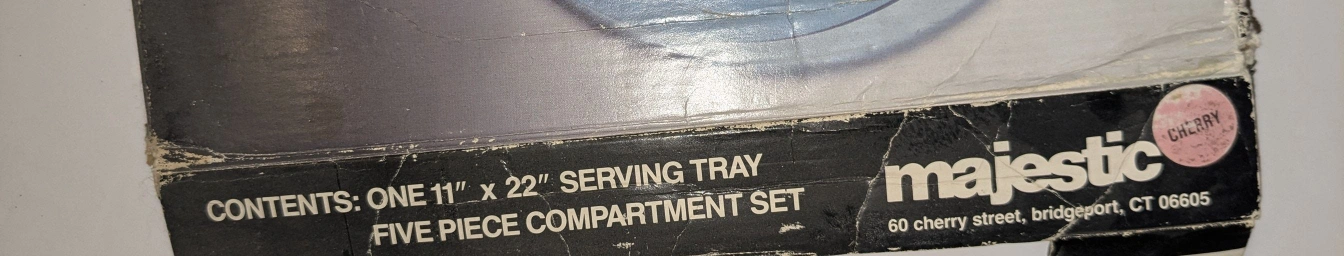 CONTENTS: ONE 11" x 22" SERVING TRAY
FIVE PIECE COMPARTMENT SET
majestic
CHERRY
60 cherry street, bridgeport, CT 06605